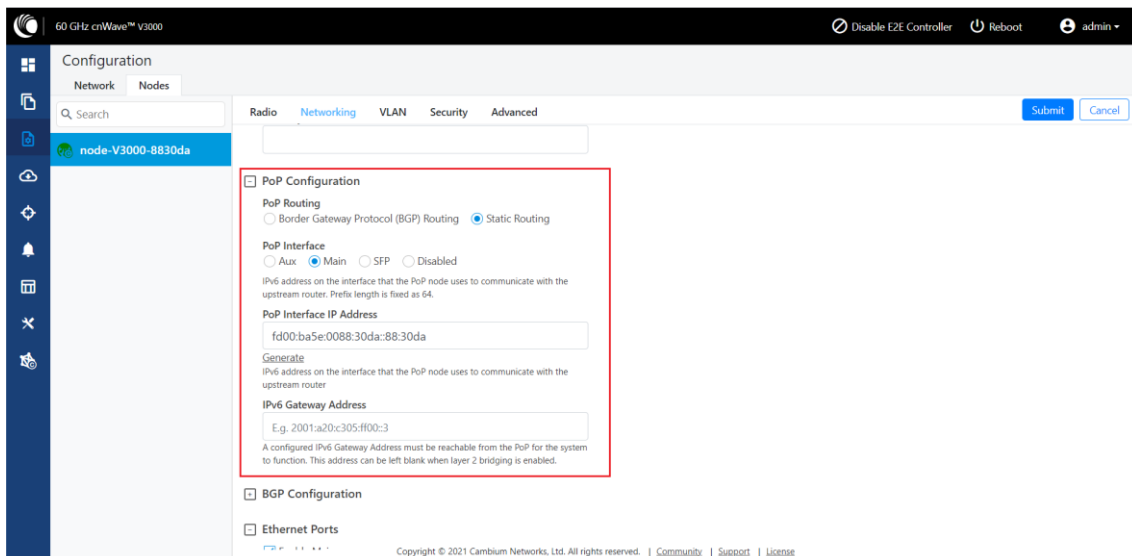 60 GHz cnWave™ V3000
Disable E2E Controller
Reboot
admin
Configuration
Network Nodes
Search
node-V3000-8830da
Radio Networking VLAN Security Advanced
Submit Cancel
PoP Configuration
PoP Routing
Border Gateway Protocol (BGP) Routing Static Routing
PoP Interface
Aux Main SFP Disabled
IPv6 address on the interface that the PoP node uses to communicate with the
upstream router. Prefix length is fixed as 64.
PoP Interface IP Address
fd00:ba5e:0088:30da::88:30da
Generate
IPv6 address on the interface that the PoP node uses to communicate with the
upstream router
IPv6 Gateway Address
E.g. 2001:a20:c305:ff00::3
A configured IPv6 Gateway Address must be reachable from the PoP for the system
to function. This address can be left blank when layer 2 bridging is enabled.
BGP Configuration
Ethernet Ports
Copyright © 2021 Cambium Networks, Ltd. All rights reserved. | Community | Support | License